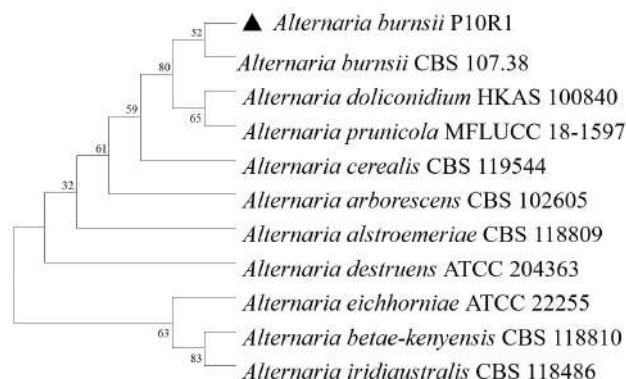 52
▲ Alternaria burnsii P10R1
Alternaria burnsii CBS 107.38
80
Alternaria doliconidium HKAS 100840
59
65
Alternaria prunicola MFLUCC 18-1597
61
Alternaria cerealis CBS 119544
32
Alternaria arborescens CBS 102605
Alternaria alstroemeriae CBS 118809
Alternaria destruens ATCC 204363
Alternaria eichhorniae ATCC 22255
63
Alternaria betae-kenyensis CBS 118810
83
Alternaria iridiaustralis CBS 118486